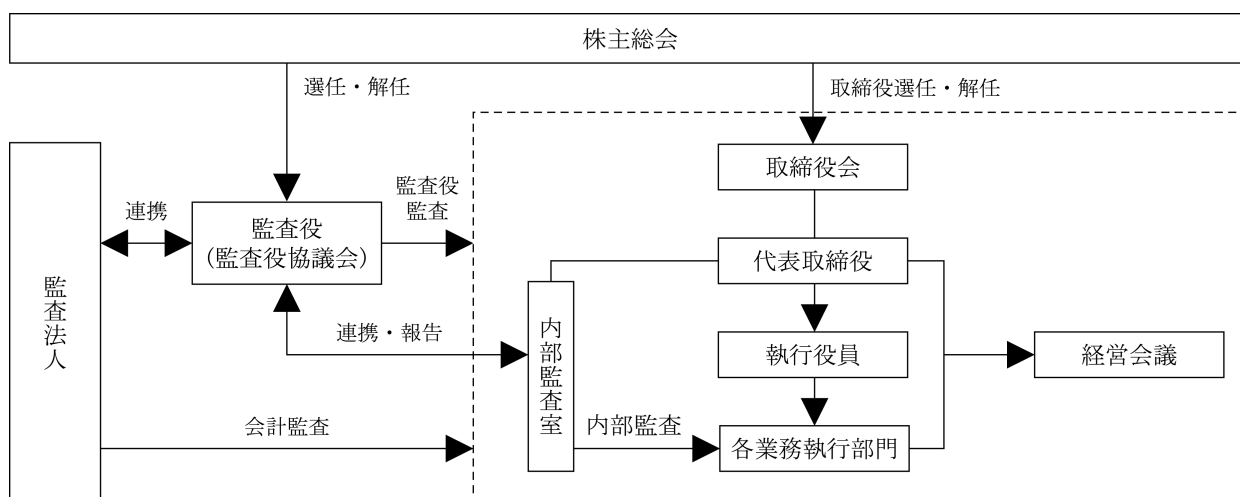 株主総会
選任・解任
取締役選任・解任
取締役会
監査役
監査
連携
監査役
（監査役協議会）
代表取締役
監査法人
内部監査室
連携・報告
執行役員
経営会議
会計監査
内部監査
各業務執行部門